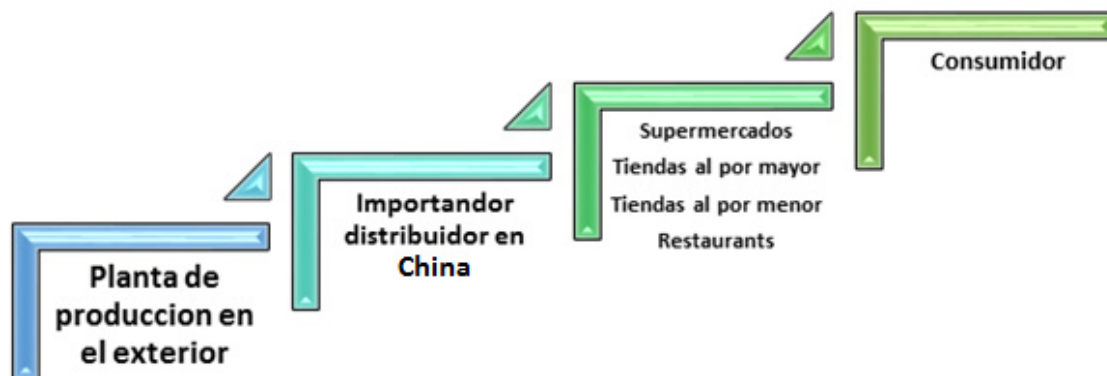 Planta de
produccion en
el exterior
Importandor
distribuidor en
China
Supermercados
Tiendas al por mayor
Tiendas al por menor
Restaurants
Consumidor